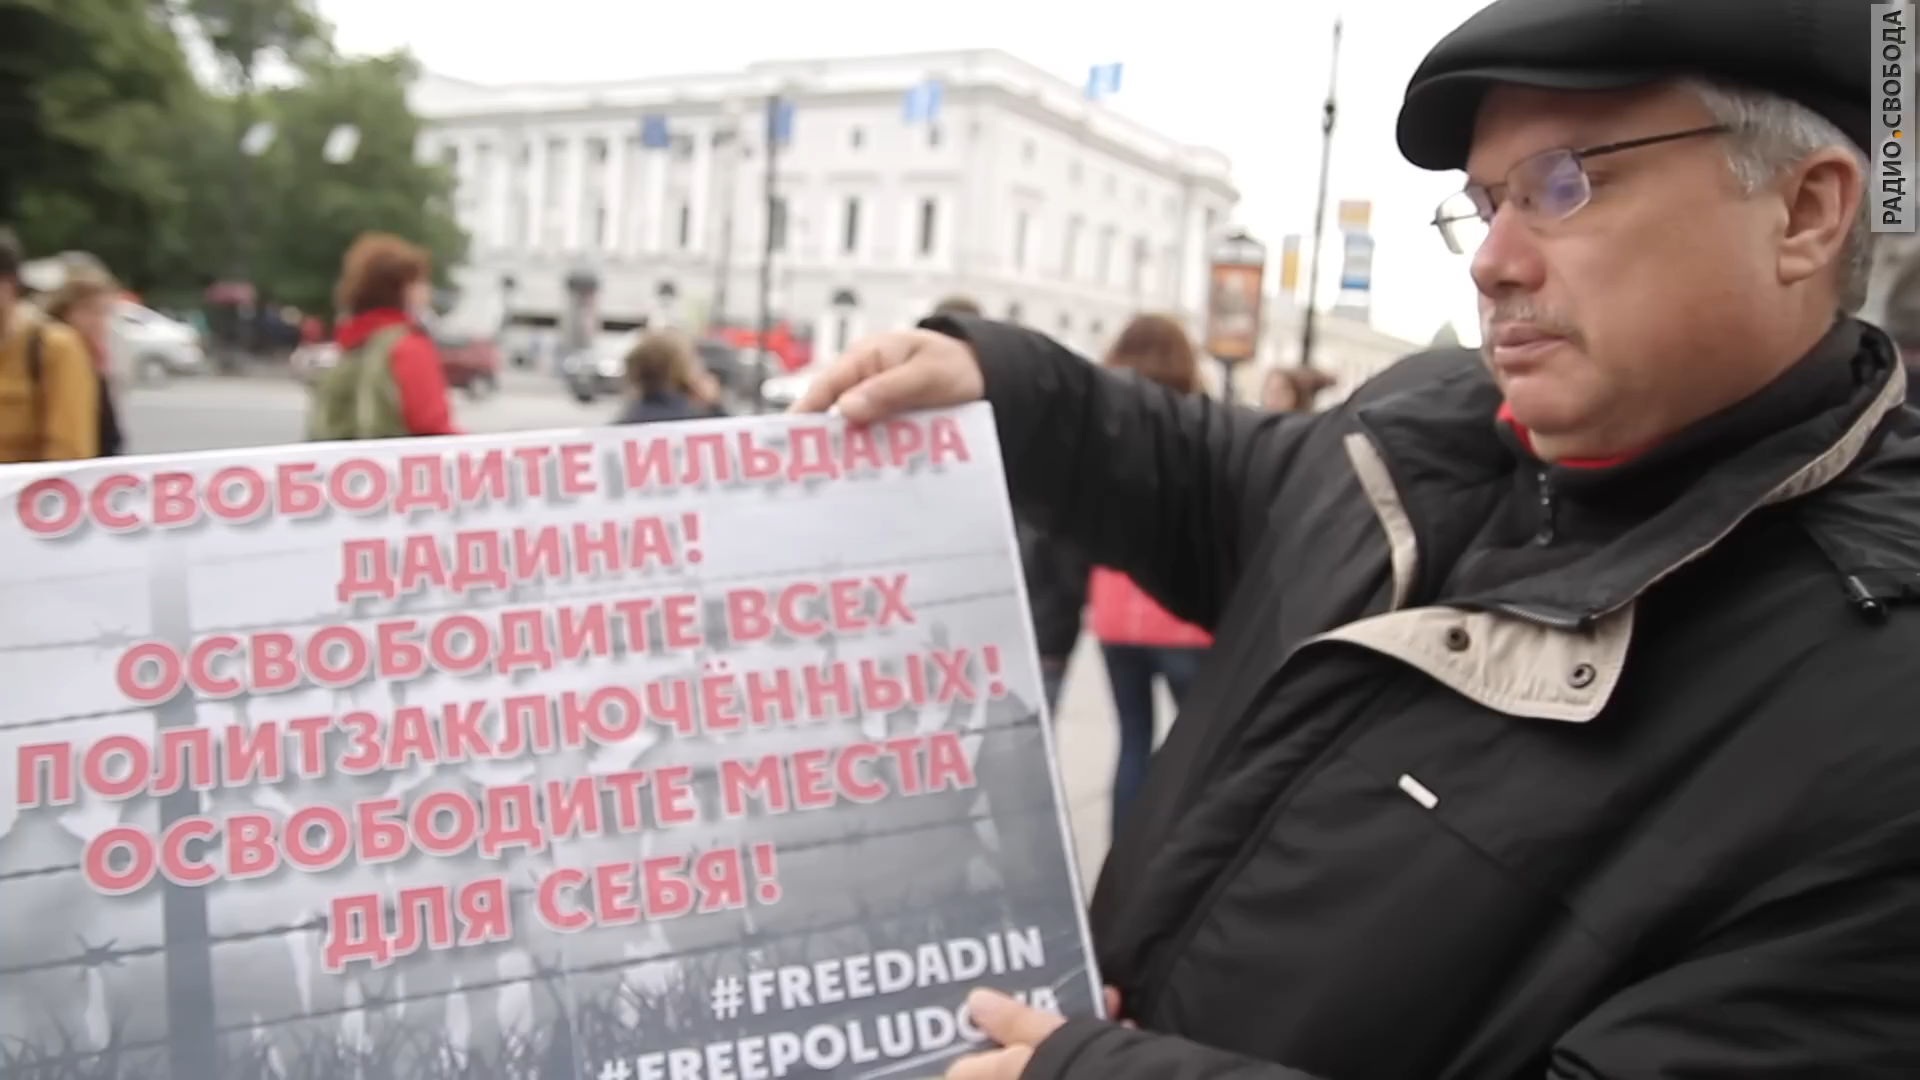 РАДИО.СВОБОДА
ОСВОБОДИТЕ ИЛЬДАРА
ДАДИНА!
ОСВОБОДИТЕ ВСЕХ
ПОЛИТЗАКЛЮЧЁННЫХ!
ОСВОБОДИТЕ МЕСТА
ДЛЯ СЕБЯ!
#FREEDADIN